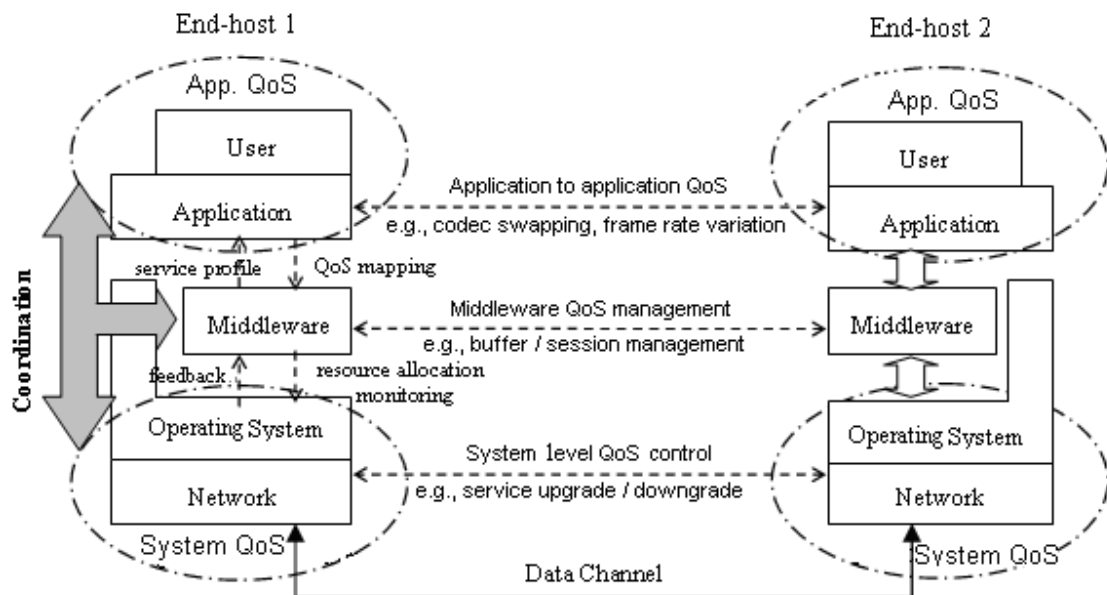 End-host 1
End-host 2
App. QoS
App. QoS
User
User
Application to application QoS
Application
Application
e.g., codec swapping, frame rate variation
service profile
QoS mapping
Coordination
Middleware QoS management
Middleware
Middleware
e.g., buffer / session management
feedback
resource allocation
monitoring
Operating System
System level QoS control
Operating System
Network
e.g., service upgrade / downgrade
Network
System QoS
System QoS
Data Channel